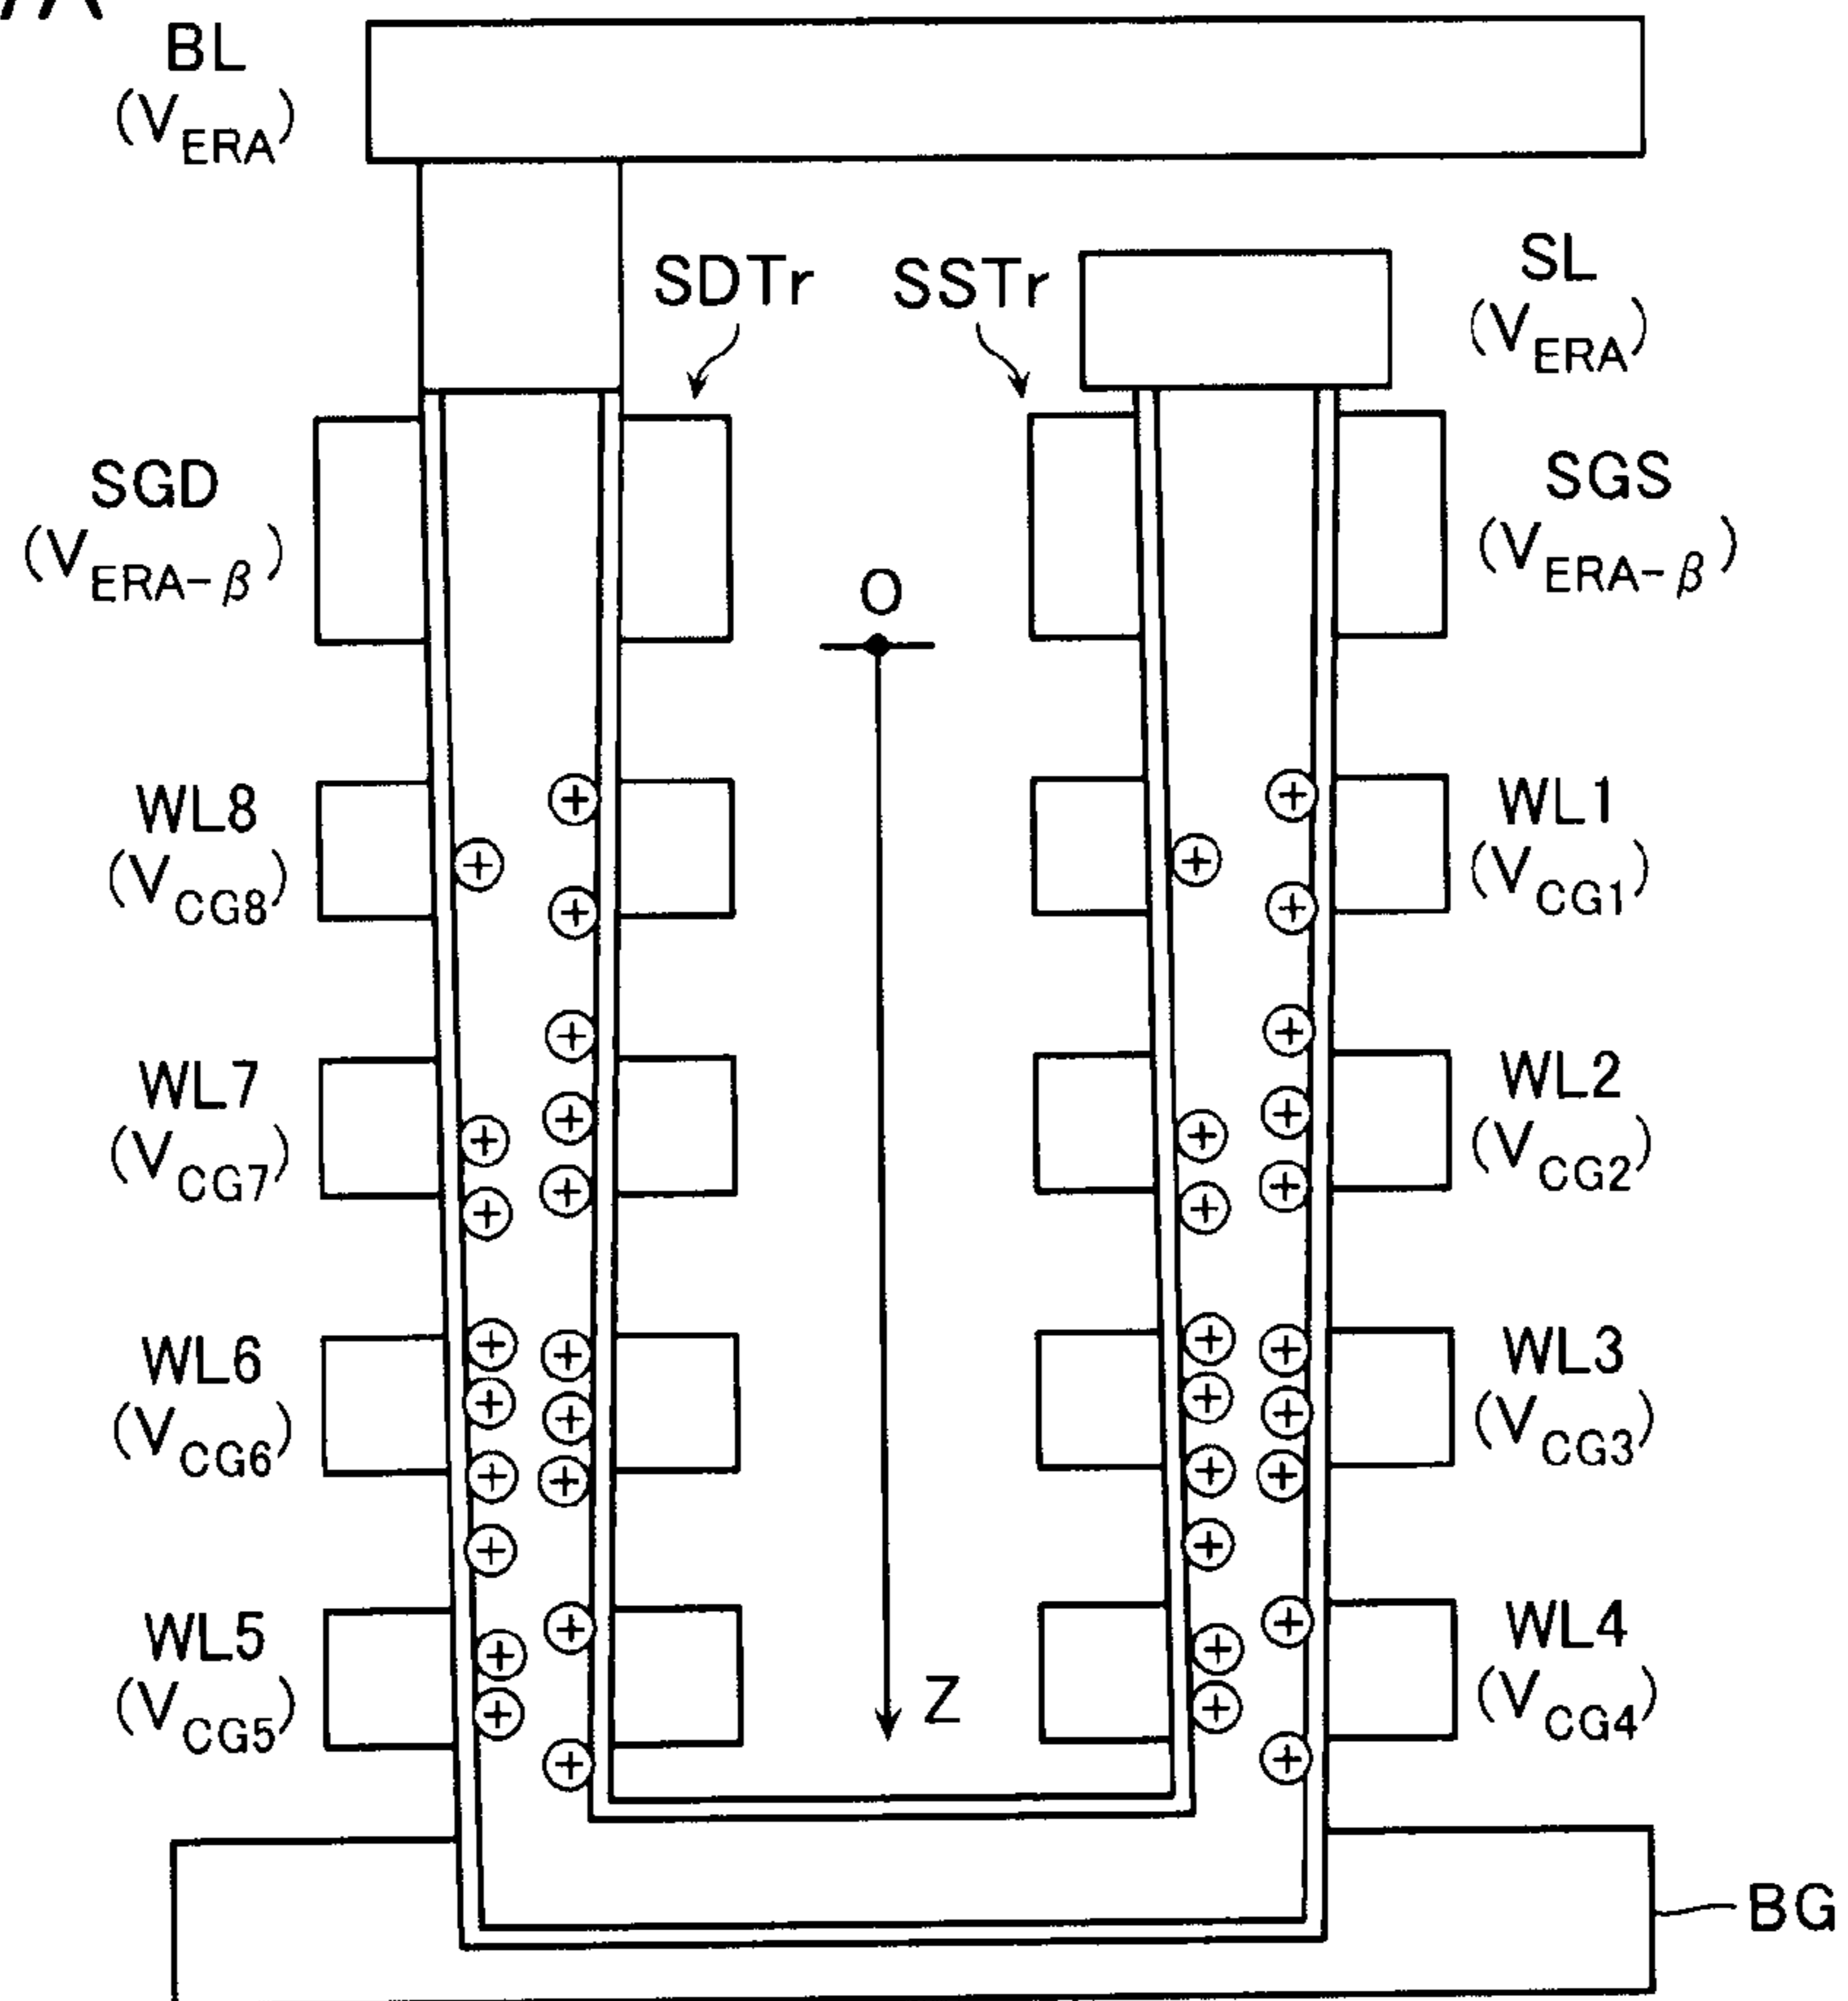 BL
(VERA)
SDTr
SSTr
SL
(VERA)
SGD
(VERA-β)
SGS
(VERA-β)
O
WL8
(VCG8)
WL1
(VCG1)
WL7
(VCG7)
WL2
(VCG2)
WL6
(VCG6)
WL3
(VCG3)
WL5
(VCG5)
WL4
(VCG4)
Z
BG